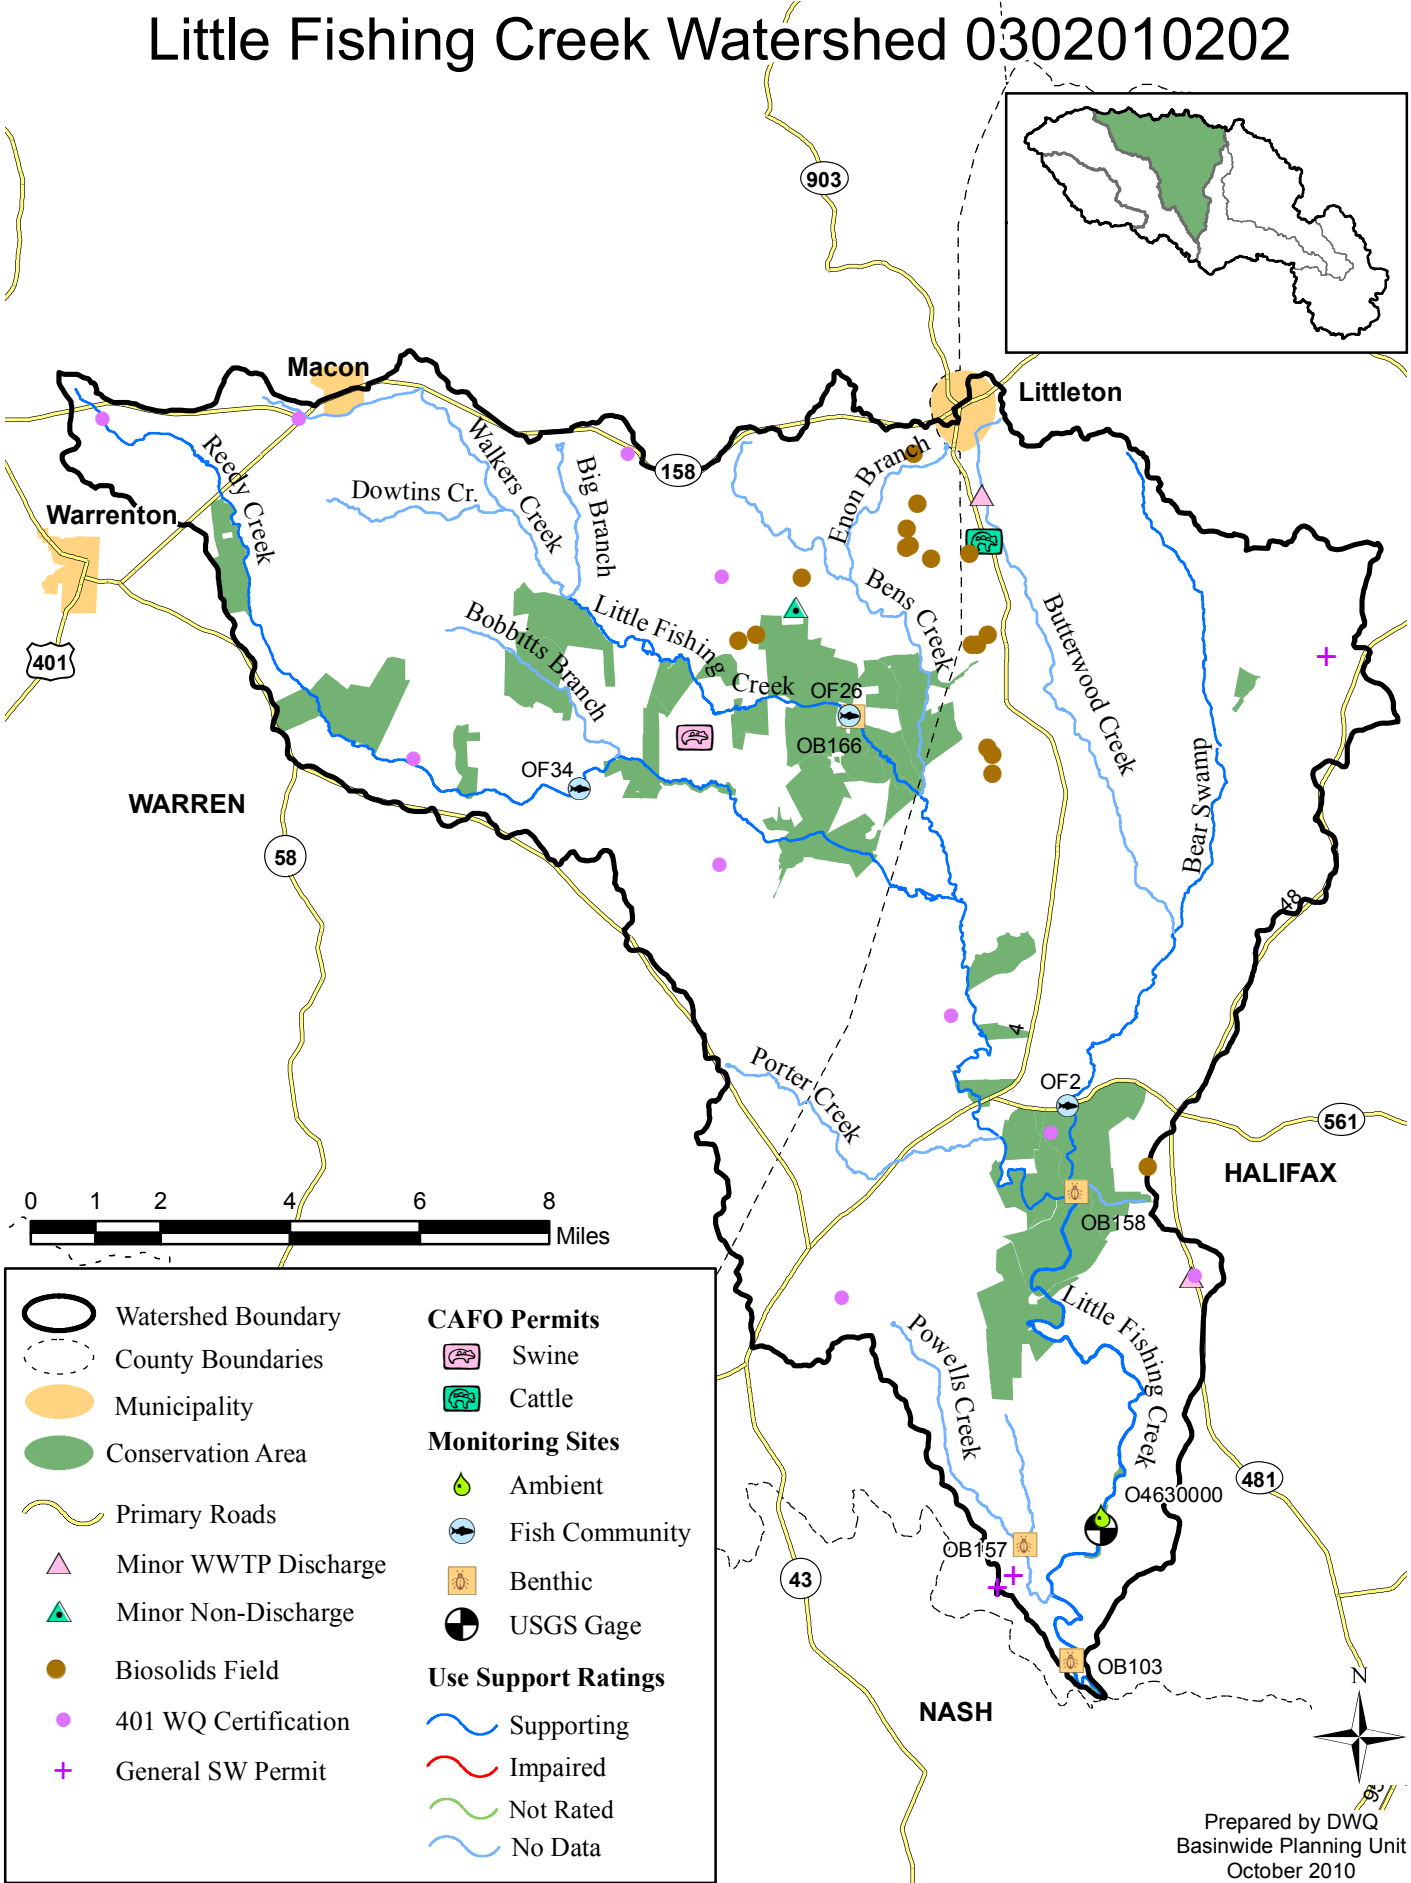 Little Fishing Creek Watershed 0302010202
903
Macon
Littleton
158
Reedy Creek
Walkers Creek
Big Branch
Dowtins Cr.
Enon Branch
Warrenton
401
Bobbitts Branch
Little Fishing
Creek
Bens Creek
Butterwood Creek
Bear Swamp
OF26
OB166
OF34
WARREN
58
48
4
Porter Creek
OF2
561
HALIFAX
OB158
0 1 2 4 6 8
Miles
Little Fishing Creek
Powells Creek
481
O4630000
OB157
43
OB103
NASH
N
95
Watershed Boundary
County Boundaries
Municipality
Conservation Area
Primary Roads
Minor WWTP Discharge
Minor Non-Discharge
Biosolids Field
401 WQ Certification
General SW Permit
CAFO Permits
Swine
Cattle
Monitoring Sites
Ambient
Fish Community
Benthic
USGS Gage
Use Support Ratings
Supporting
Impaired
Not Rated
No Data
Prepared by DWQ
Basinwide Planning Unit
October 2010